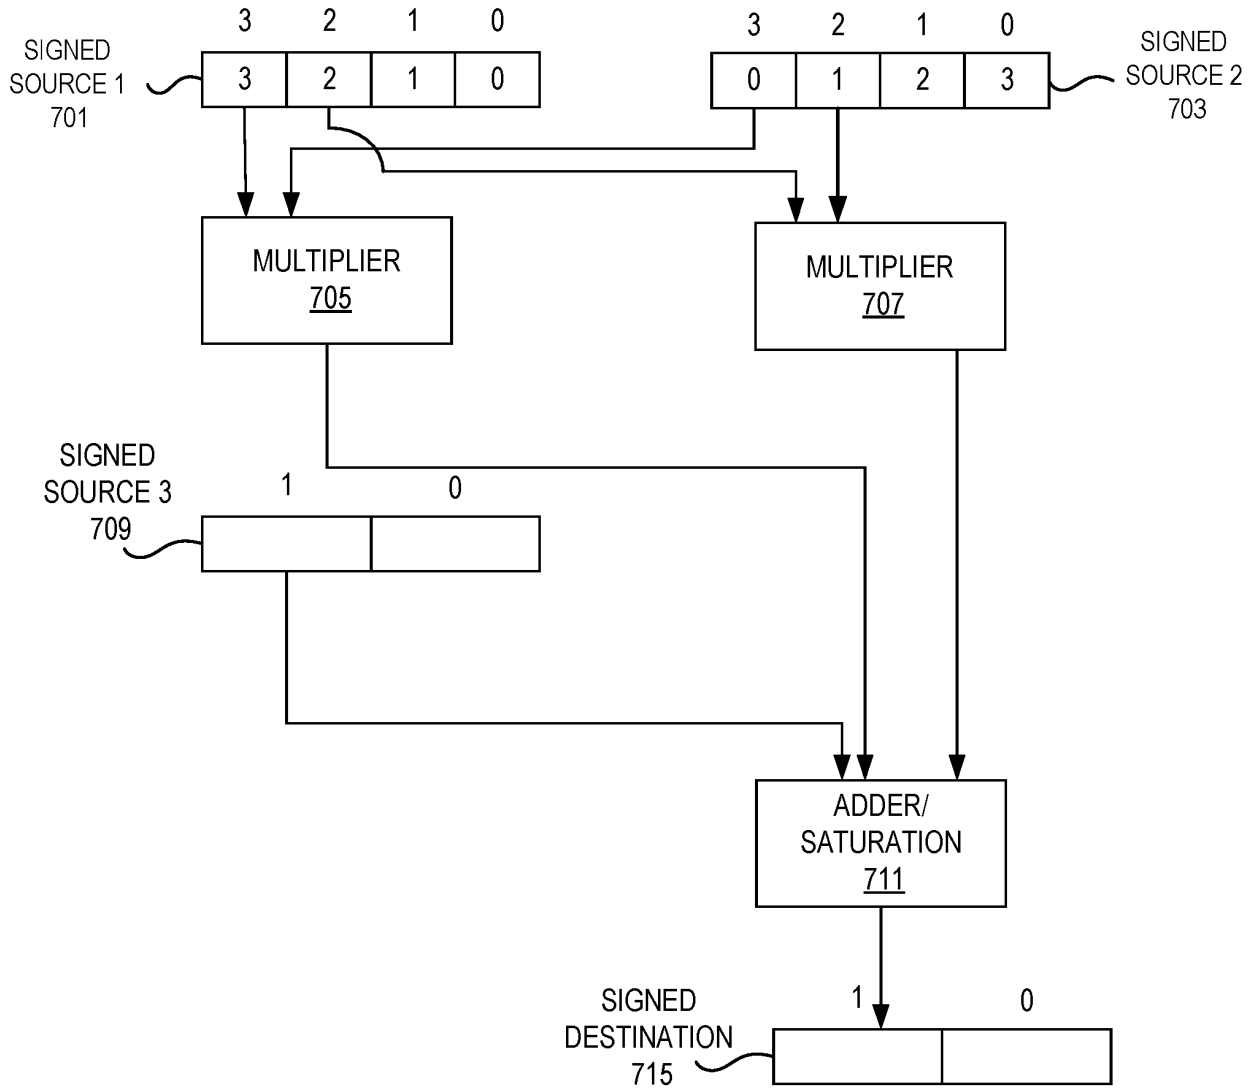 3 2 1 0
3 2 1 0
SIGNED
SOURCE 1
701
3 2 1 0
0 1 2 3
SIGNED
SOURCE 2
703
MULTIPLIER
705
MULTIPLIER
707
SIGNED
SOURCE 3
709
1 0
ADDER/
SATURATION
711
SIGNED
DESTINATION
715
1 0